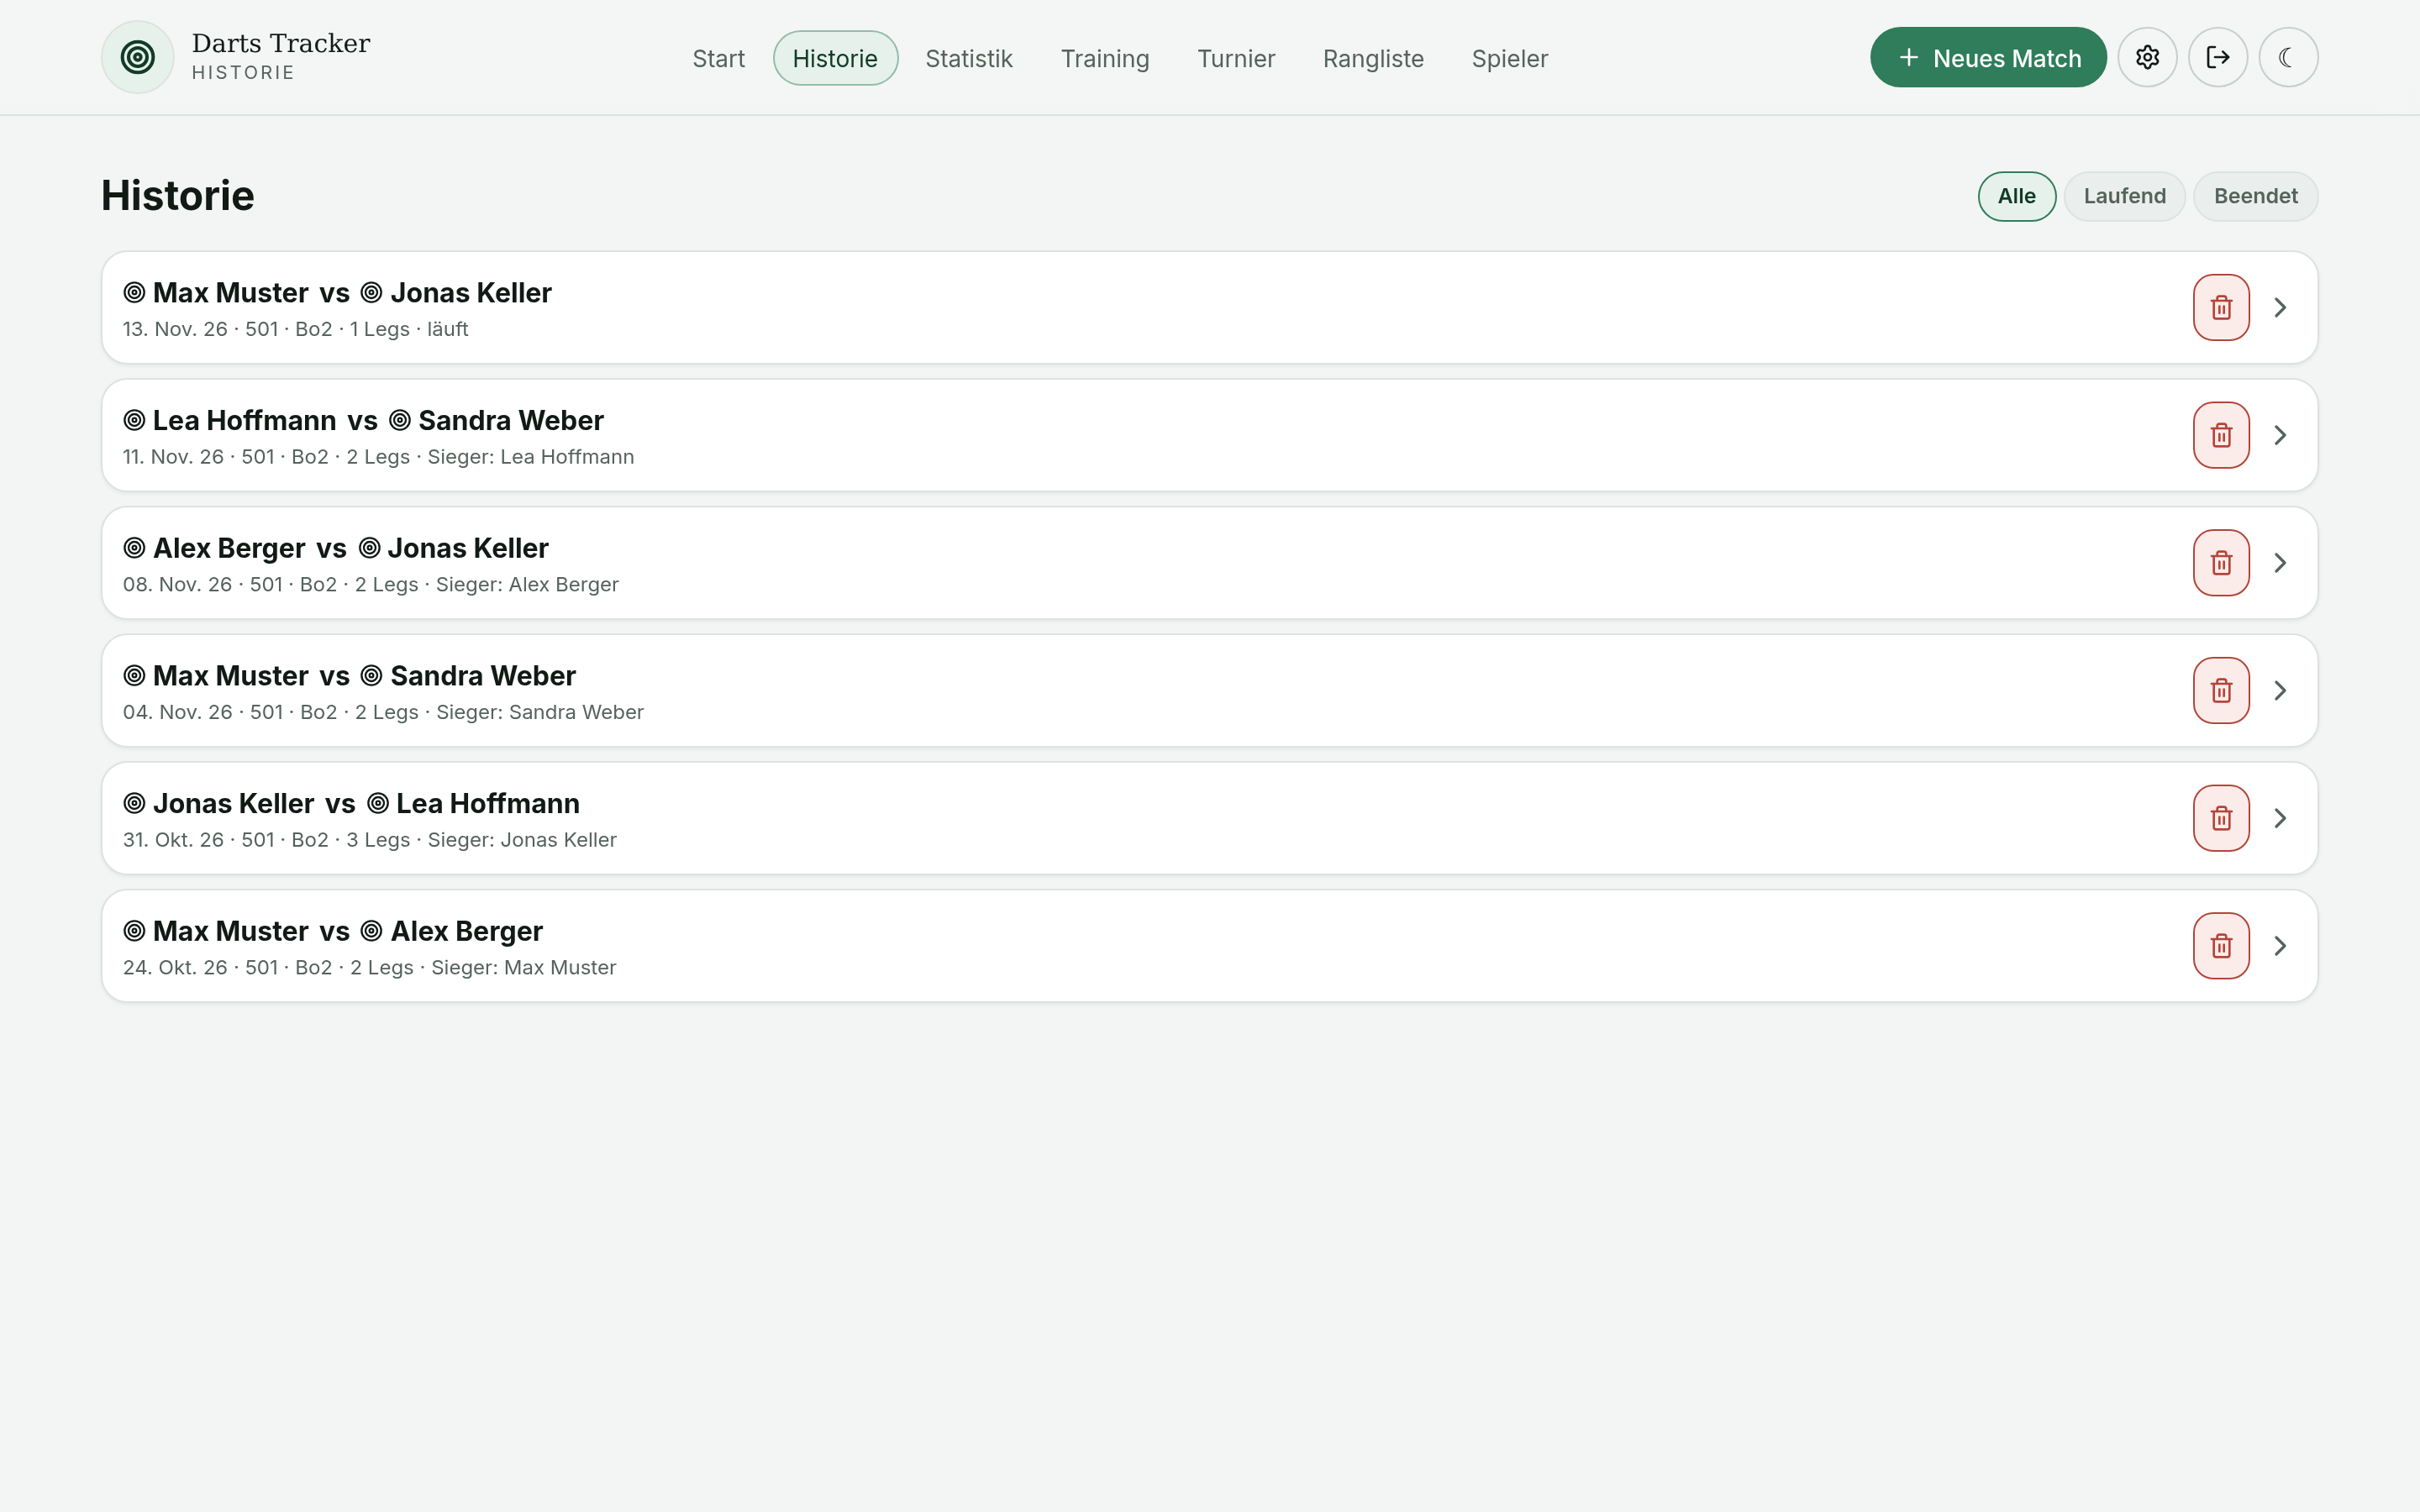 Darts Tracker
HISTORIE
Start Historie Statistik Training Turnier Rangliste Spieler
Neues Match
Historie
Alle Laufend Beendet
Max Muster vs Jonas Keller
13. Nov. 26 · 501 · Bo2 · 1 Legs · läuft
Lea Hoffmann vs Sandra Weber
11. Nov. 26 · 501 · Bo2 · 2 Legs · Sieger: Lea Hoffmann
Alex Berger vs Jonas Keller
08. Nov. 26 · 501 · Bo2 · 2 Legs · Sieger: Alex Berger
Max Muster vs Sandra Weber
04. Nov. 26 · 501 · Bo2 · 2 Legs · Sieger: Sandra Weber
Jonas Keller vs Lea Hoffmann
31. Okt. 26 · 501 · Bo2 · 3 Legs · Sieger: Jonas Keller
Max Muster vs Alex Berger
24. Okt. 26 · 501 · Bo2 · 2 Legs · Sieger: Max Muster